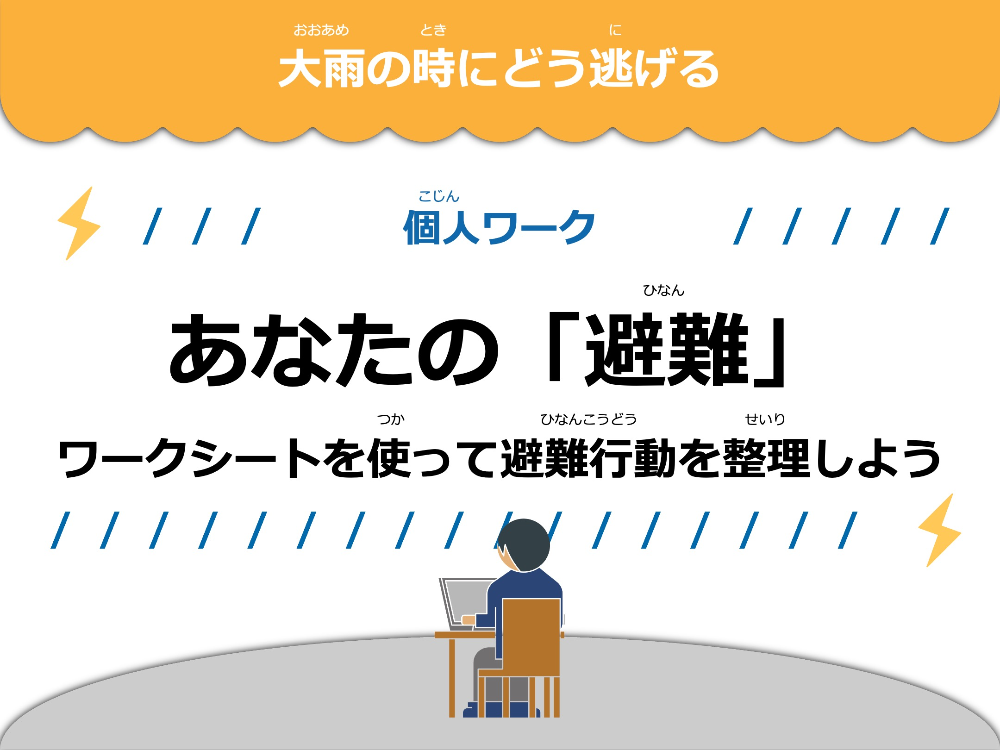 おおあめ とき に
大雨の時にどう逃げる
こじん
個人ワーク
ひなん
あなたの「避難」
つか ひなんこうどう せいり
ワークシートを使って避難行動を整理しよう